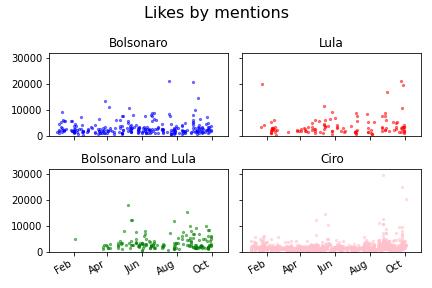 Likes by mentions
Bolsonaro
Lula
30000
20000
10000
0
Bolsonaro and Lula
Ciro
30000
20000
10000
0
Feb Apr Jun Aug Oct
Feb Apr Jun Aug Oct